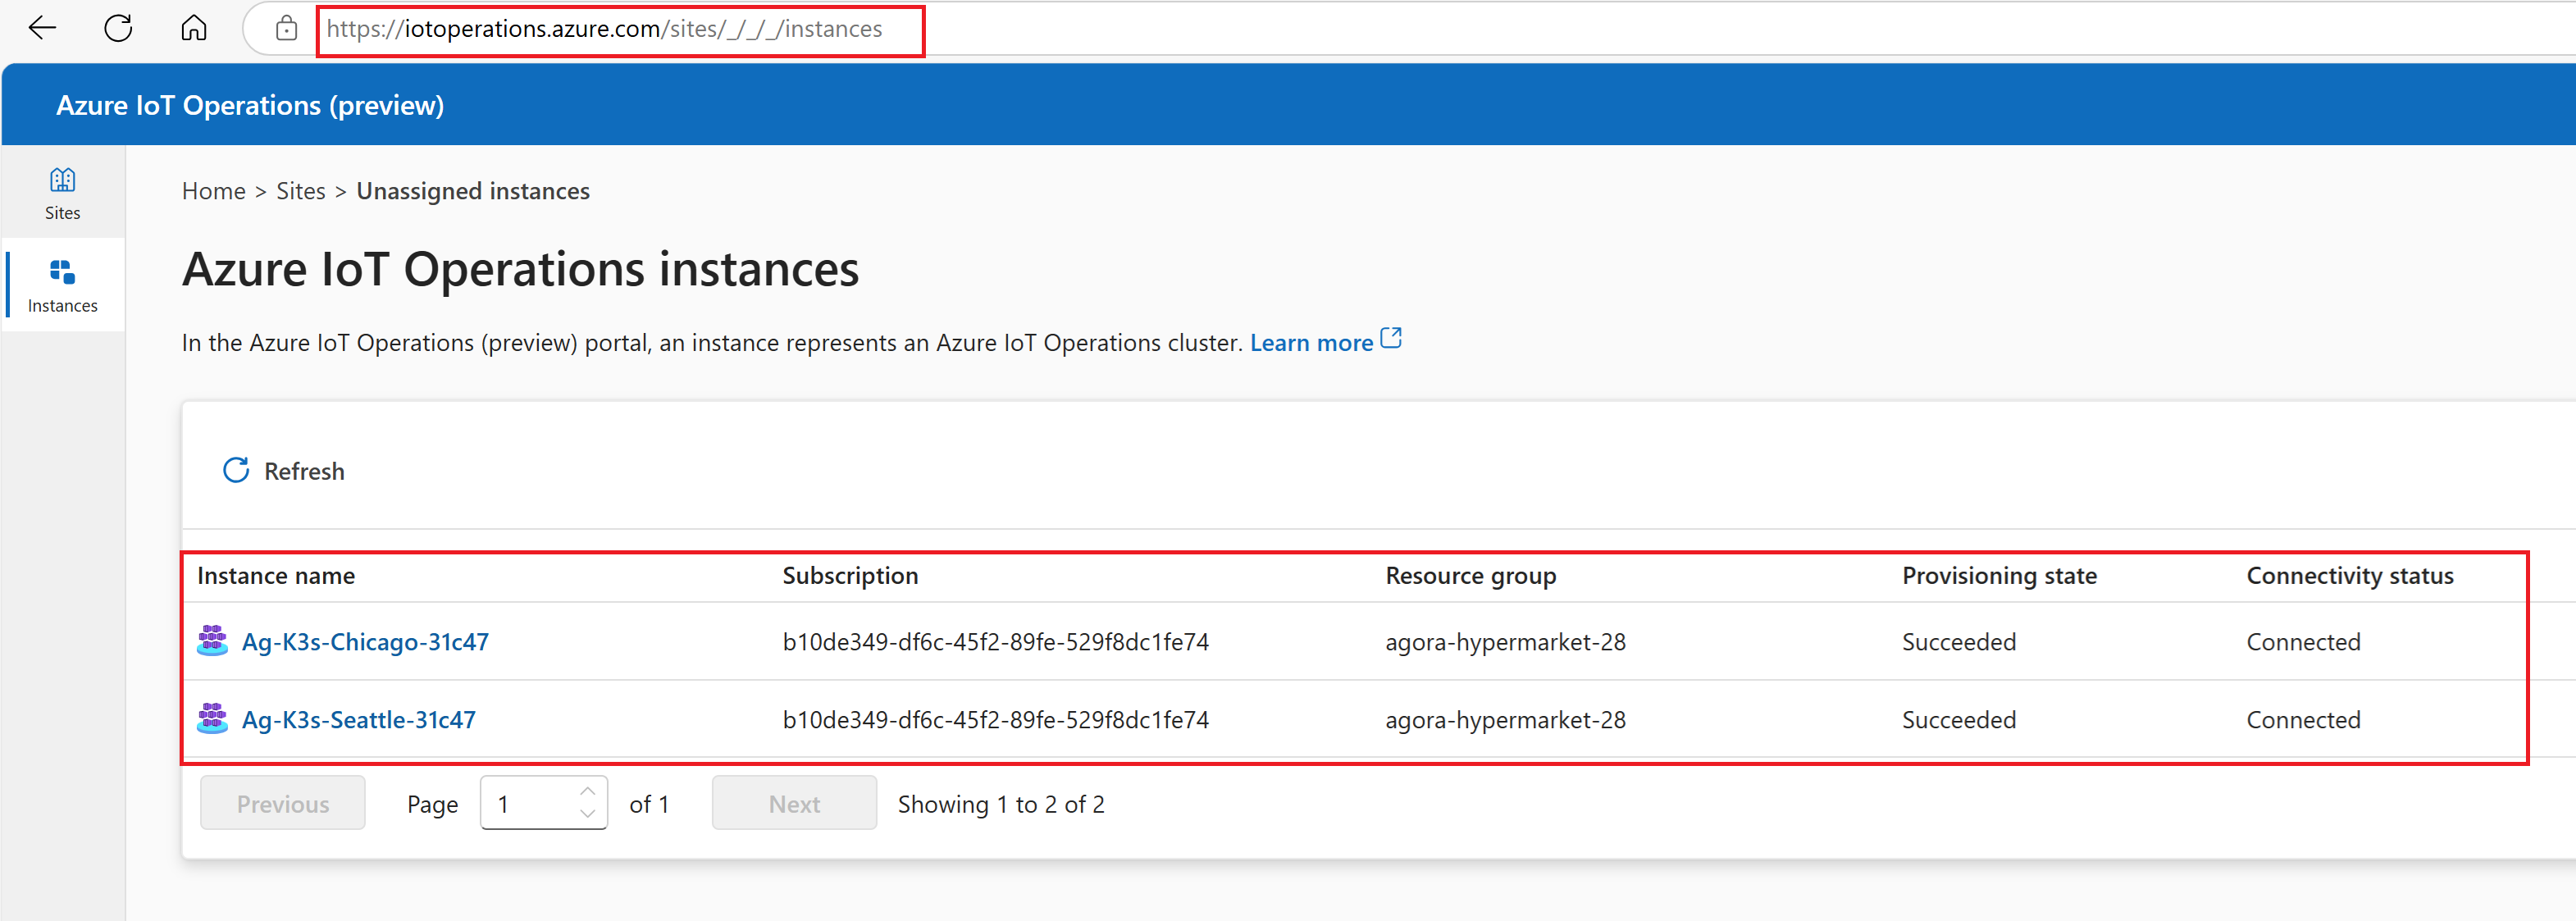 https://iotoperations.azure.com/sites/_/_/_/instances
Azure IoT Operations (preview)
Sites
Instances
Home > Sites > Unassigned instances
Azure IoT Operations instances
In the Azure IoT Operations (preview) portal, an instance represents an Azure IoT Operations cluster. Learn more
Refresh
Instance name Subscription Resource group Provisioning state Connectivity status
Ag-K3s-Chicago-31c47 b10de349-df6c-45f2-89fe-529f8dc1fe74 agora-hypermarket-28 Succeeded Connected
Ag-K3s-Seattle-31c47 b10de349-df6c-45f2-89fe-529f8dc1fe74 agora-hypermarket-28 Succeeded Connected
Previous Page 1 of 1 Next Showing 1 to 2 of 2